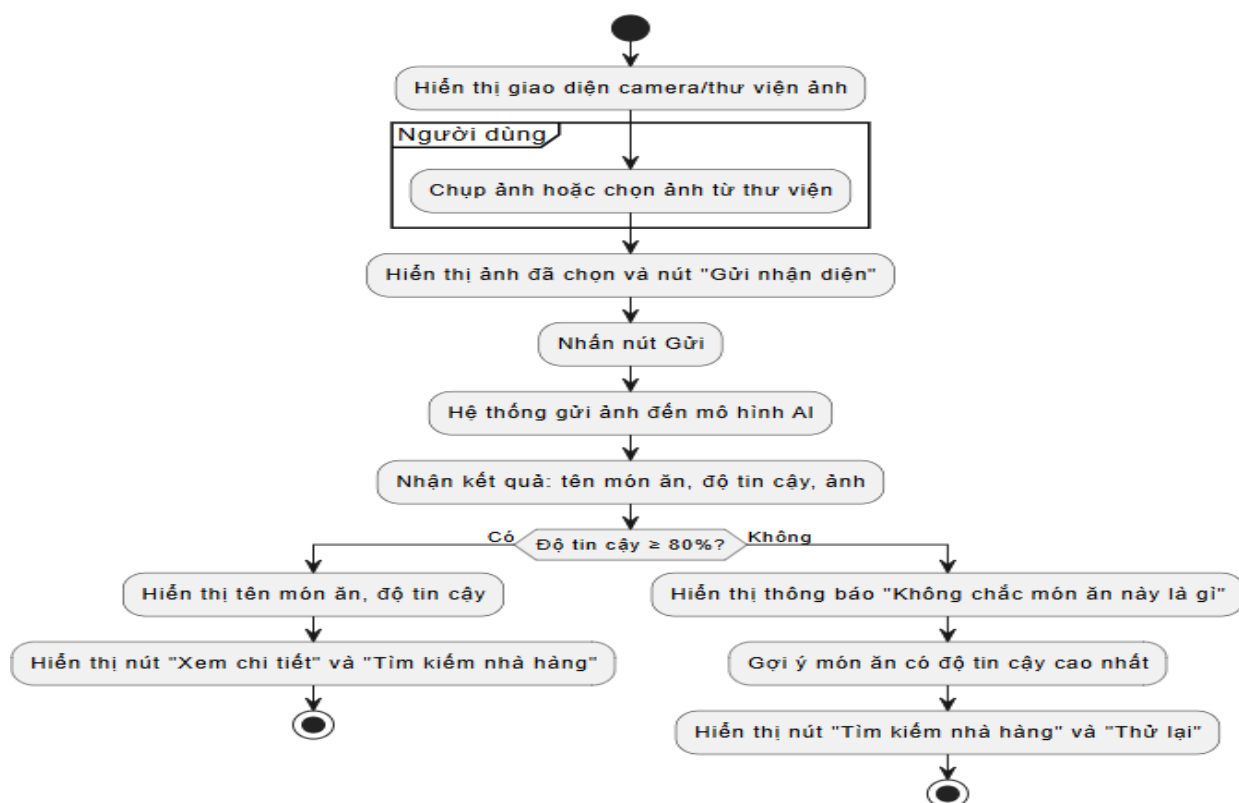 Hiển thị giao diện camera/thư viện ảnh
Người dùng
Chụp ảnh hoặc chọn ảnh từ thư viện
Hiển thị ảnh đã chọn và nút "Gửi nhận diện"
Nhấn nút Gửi
Hệ thống gửi ảnh đến mô hình AI
Nhận kết quả: tên món ăn, độ tin cậy, ảnh
Có
Độ tin cậy ≥ 80%?
Không
Hiển thị tên món ăn, độ tin cậy
Hiển thị thông báo "Không chắc món ăn này là gì"
Hiển thị nút "Xem chi tiết" và "Tìm kiếm nhà hàng"
Gợi ý món ăn có độ tin cậy cao nhất
Hiển thị nút "Tìm kiếm nhà hàng" và "Thử lại"